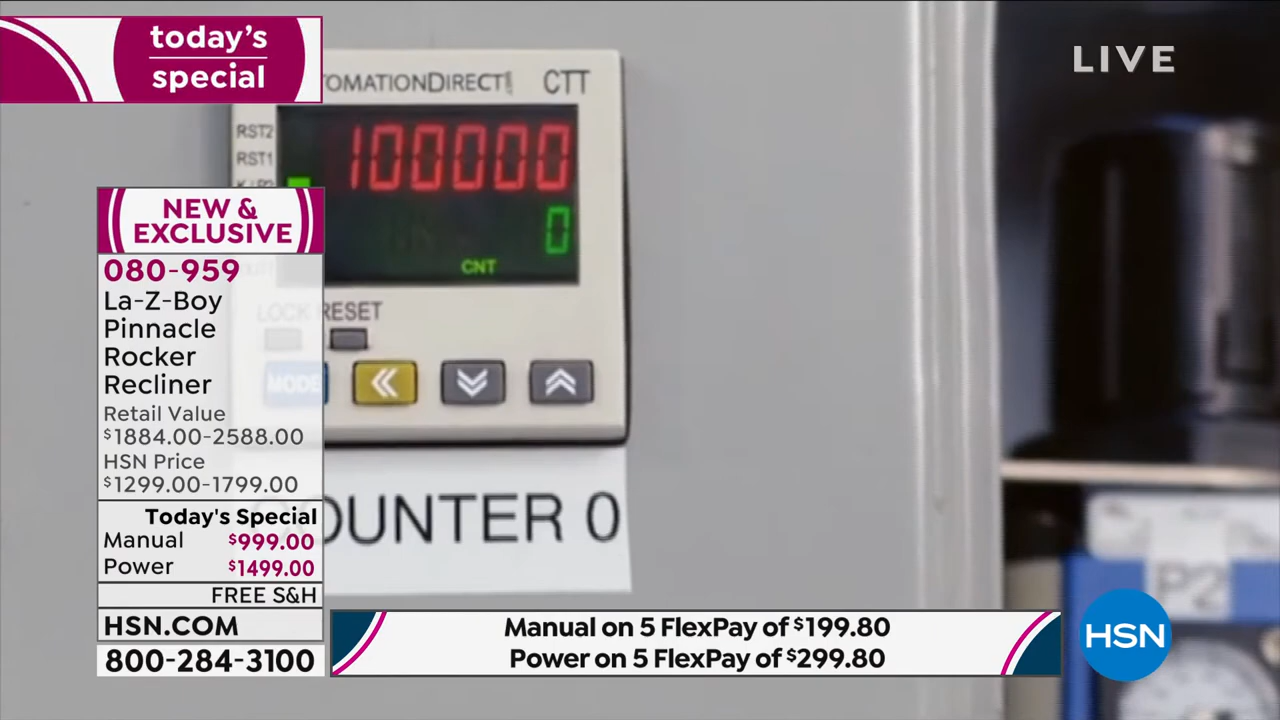 today's
special
LIVE
TOMATIONDIRECT CTT
RST2
RST1
100000
0
CNT
LOCK RESET
MODE
OUNTER 0
P2
NEW &
EXCLUSIVE
080-959
La-Z-Boy
Pinnacle
Rocker
Recliner
Retail Value
$1884.00-2588.00
HSN Price
$1299.00-1799.00
Today's Special
Manual $999.00
Power $1499.00
FREE S&H
HSN.COM
800-284-3100
Manual on 5 FlexPay of $199.80
Power on 5 FlexPay of $299.80
HSN